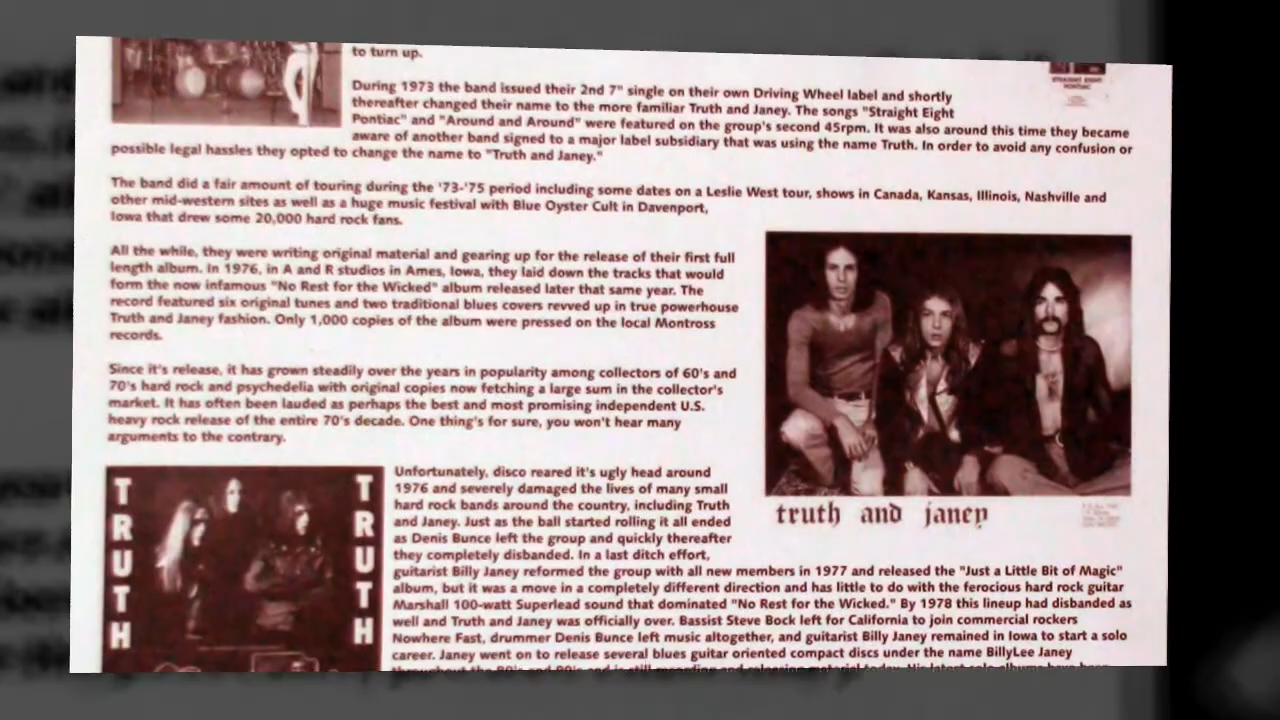 to turn up.
STRAIGHT EIGHT
PONTIAC
During 1973 the band issued their 2nd 7" single on their own Driving Wheel label and shortly
thereafter changed their name to the more familiar Truth and Janey. The songs "Straight Eight
Pontiac" and "Around and Around" were featured on the group's second 45rpm. It was also around this time they became
aware of another band signed to a major label subsidiary that was using the name Truth. In order to avoid any confusion or
possible legal hassles they opted to change the name to "Truth and Janey."
The band did a fair amount of touring during the '73-'75 period including some dates on a Leslie West tour, shows in Canada, Kansas, Illinois, Nashville and
other mid-western sites as well as a huge music festival with Blue Oyster Cult in Davenport,
Iowa that drew some 20,000 hard rock fans.
All the while, they were writing original material and gearing up for the release of their first full
length album. In 1976, in A and R studios in Ames, Iowa, they laid down the tracks that would
form the now infamous "No Rest for the Wicked" album released later that same year. The
record featured six original tunes and two traditional blues covers revved up in true powerhouse
Truth and Janey fashion. Only 1,000 copies of the album were pressed on the local Montross
records.
Since it's release, it has grown steadily over the years in popularity among collectors of 60's and
70's hard rock and psychedelia with original copies now fetching a large sum in the collector's
market. It has often been lauded as perhaps the best and most promising independent U.S.
heavy rock release of the entire 70's decade. One thing's for sure, you won't hear many
arguments to the contrary.
truth and janey
TRUTH
TRUTH
Unfortunately, disco reared it's ugly head around
1976 and severely damaged the lives of many small
hard rock bands around the country, including Truth
and Janey. Just as the ball started rolling it all ended
as Denis Bunce left the group and quickly thereafter
they completely disbanded. In a last ditch effort,
guitarist Billy Janey reformed the group with all new members in 1977 and released the "Just a Little Bit of Magic"
album, but it was a move in a completely different direction and has little to do with the ferocious hard rock guitar
Marshall 100-watt Superlead sound that dominated "No Rest for the Wicked." By 1978 this lineup had disbanded as
well and Truth and Janey was officially over. Bassist Steve Bock left for California to join commercial rockers
Nowhere Fast, drummer Denis Bunce left music altogether, and guitarist Billy Janey remained in Iowa to start a solo
career. Janey went on to release several blues guitar oriented compact discs under the name BillyLee Janey
throughout the 80's and 90's and is still recording and releasing material today. His latest solo albums have been